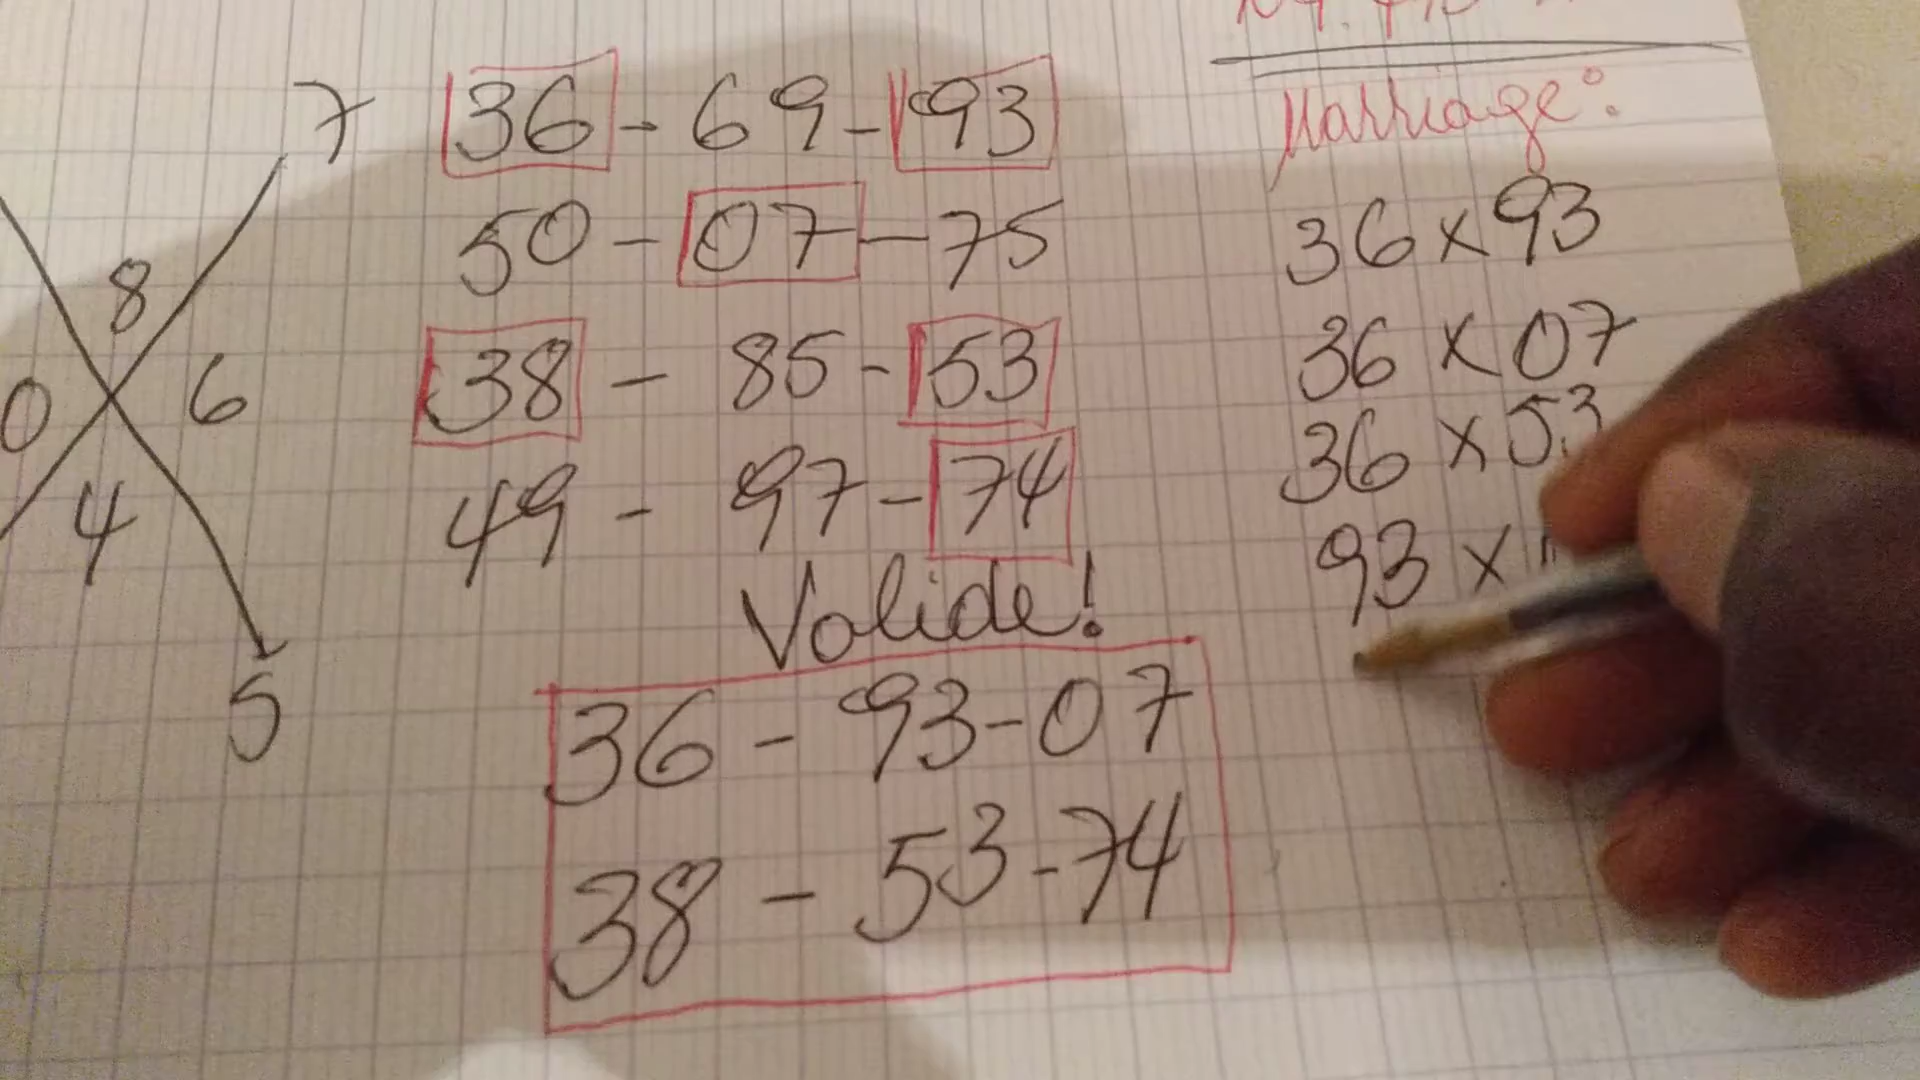 7
8
0 6
4
5
36 - 69 - 93
50 - 07 - 75
38 - 85 - 53
49 - 97 - 74
Valide!
36 - 93 - 07
38 - 53 - 74
Marriage:
36 x 93
36 x 07
36 x 53
93 x